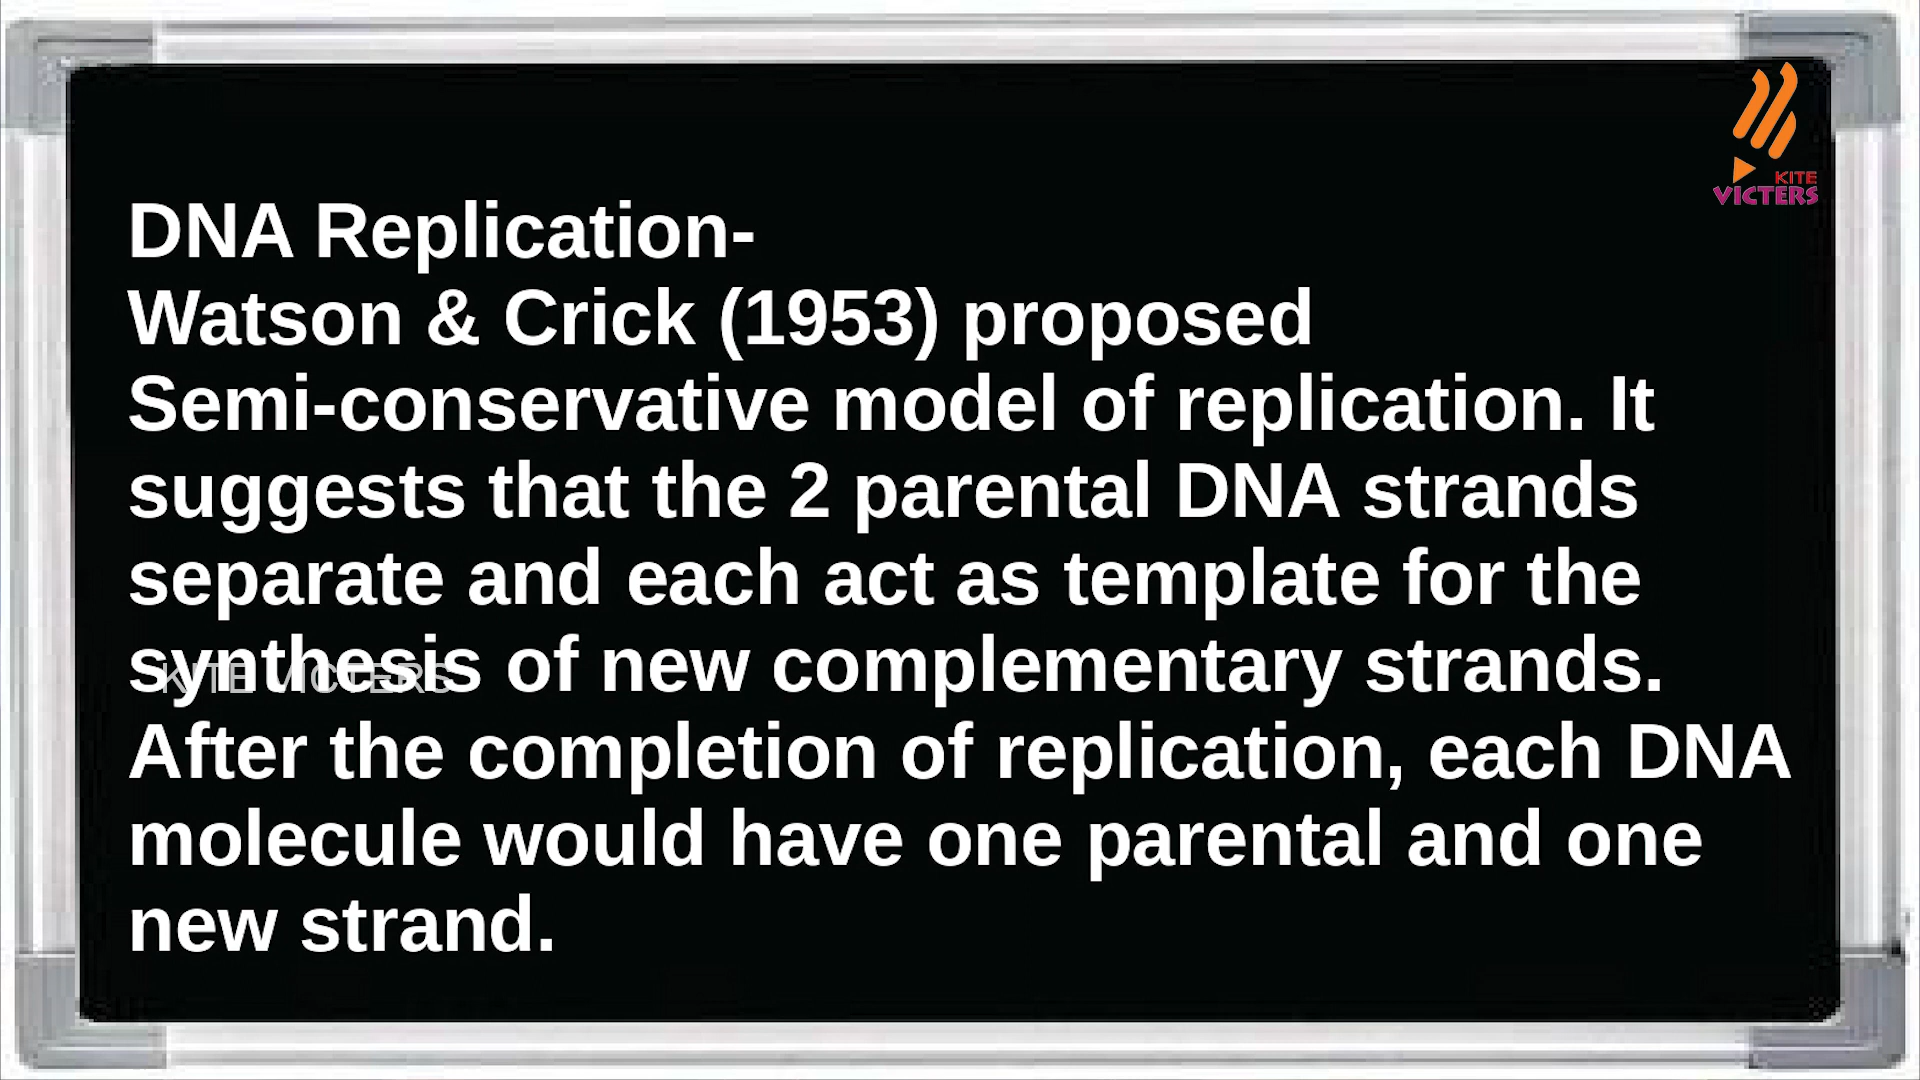 KITE
VICTERS
DNA Replication-
Watson & Crick (1953) proposed
Semi-conservative model of replication. It
suggests that the 2 parental DNA strands
separate and each act as template for the
synthesis of new complementary strands.
KITE VICTERS
After the completion of replication, each DNA
molecule would have one parental and one
new strand.